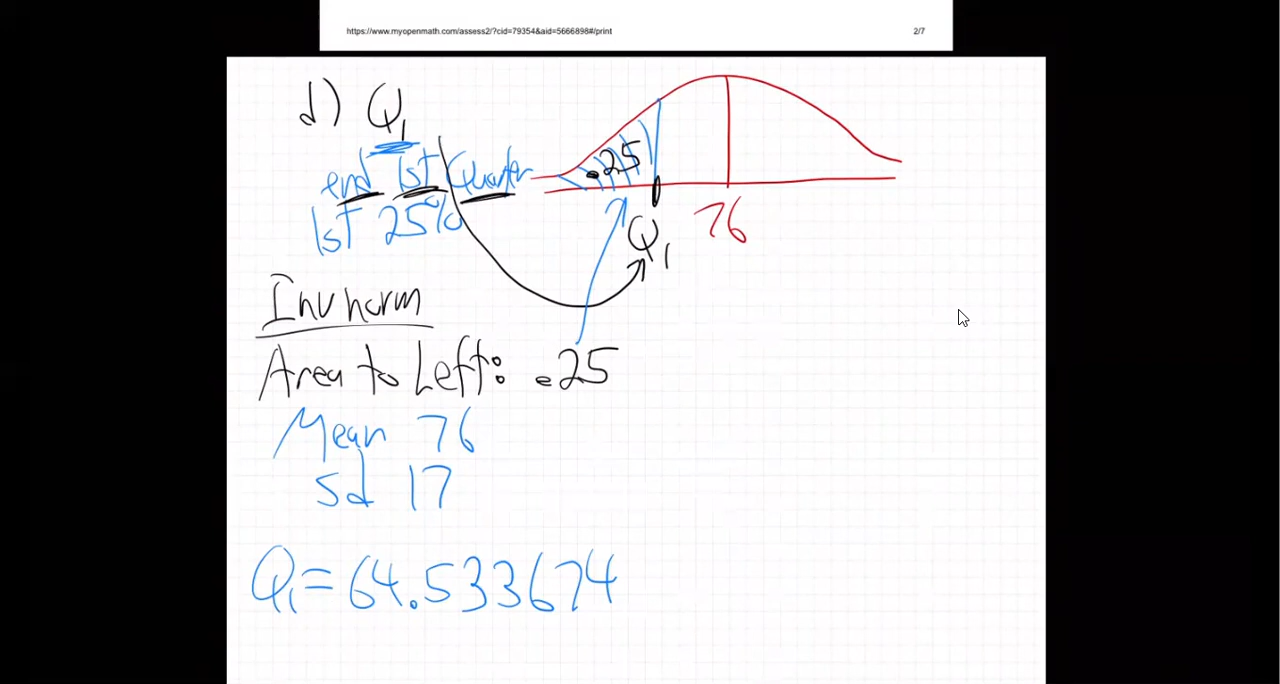 https://www.myopenmath.com/assess2/?cid=79354&aid=5666898#/print 2/7
d) Q1
end 1st Quarter
1st 25%
.25
Q1
76
Invnorm
Area to Left: .25
Mean 76
sd 17
Q1=64.533674